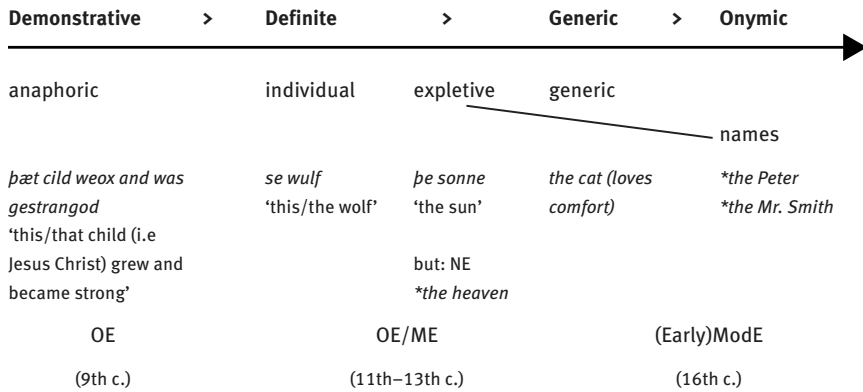 Demonstrative > Definite > Generic > Onymic
anaphoric individual expletive generic
names
þæt cild weox and was se wulf þe sonne the cat (loves *the Peter
gestrangod ‘this/the wolf’ ‘the sun’ comfort) *the Mr. Smith
‘this/that child (i.e
Jesus Christ) grew and but: NE
became strong’ *the heaven
OE OE/ME (Early)ModE
(9th c.) (11th–13th c.) (16th c.)